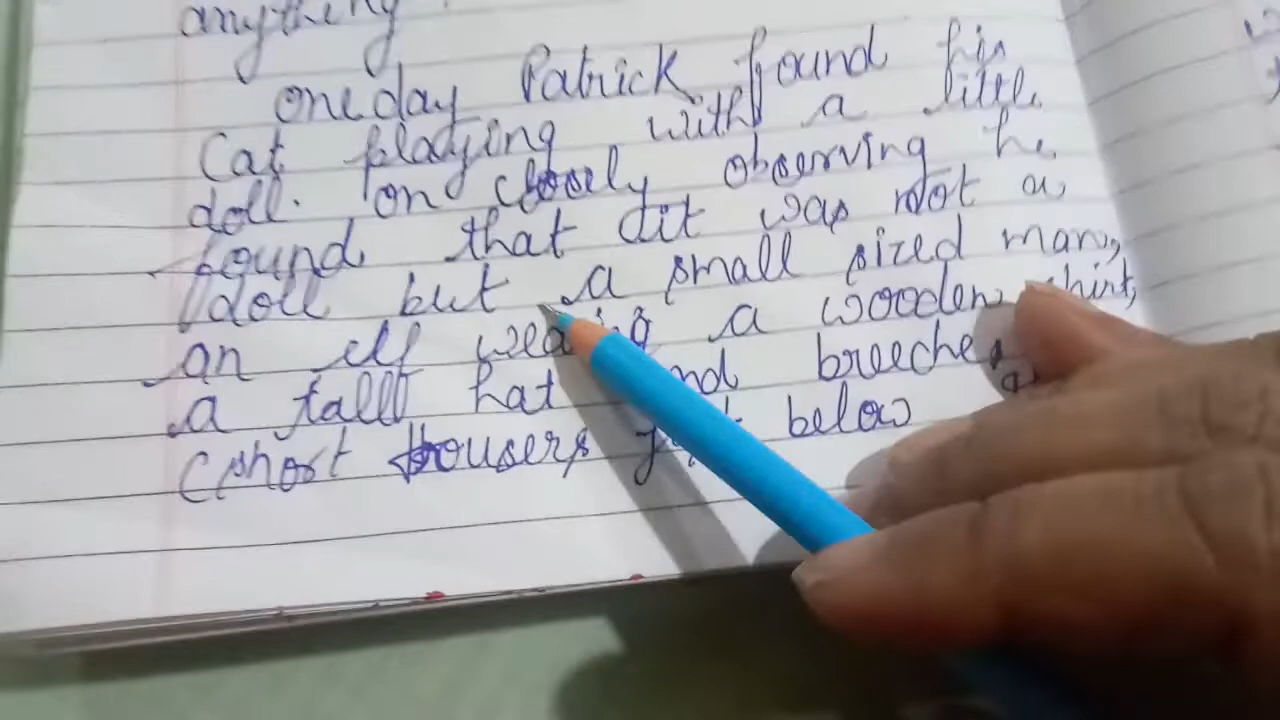 anything
one day Patrick found his
Cat playing with a little
doll. on closely observing he
found that it was not a
doll but a small sized man,
an elf wearing a wooden shirt,
a tall hat and breeches
(short trousers just below